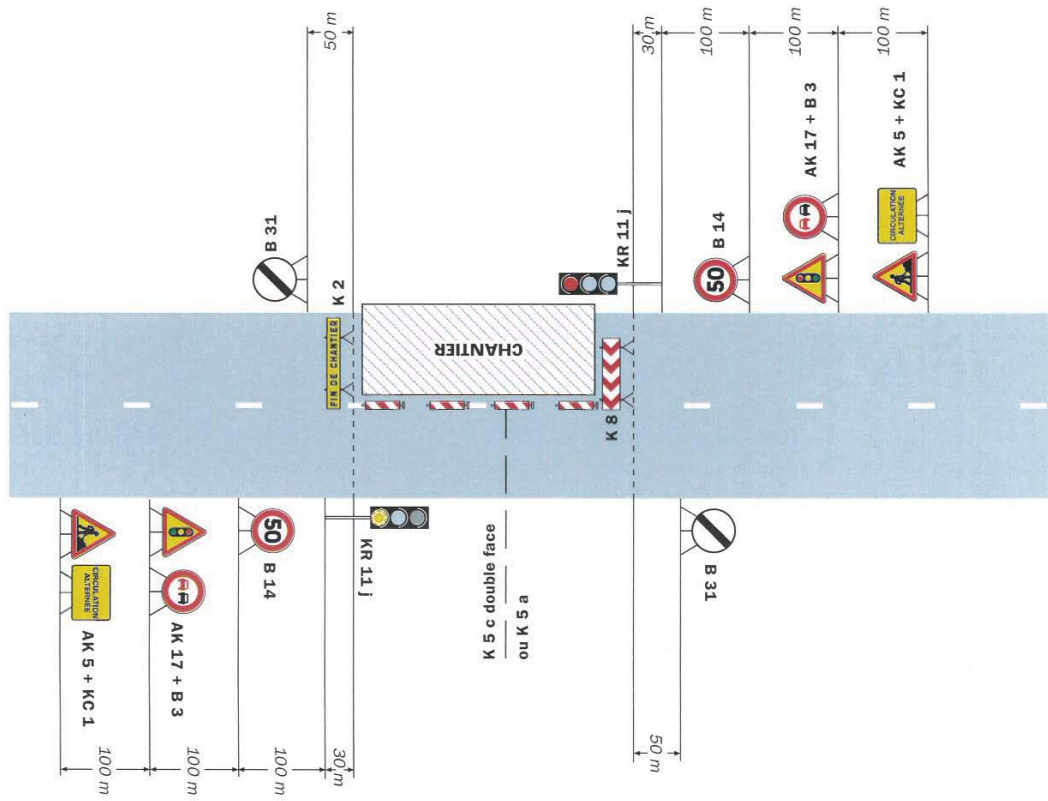 50 m
30 m
100 m
100 m
100 m
AK 17 + B 3
AK 5 + KC 1
CIRCULATION
ALTERNÉE
B 31
K 2
KR 11 j
B 14
50
FIN DE CHANTIER
CHANTIER
K 8
50
KR 11 j
B 14
CIRCULATION
ALTERNÉE
AK 17 + B 3
AK 5 + KC 1
K 5 c double face
ou K 5 a
B 31
100 m
100 m
100 m
30 m
50 m